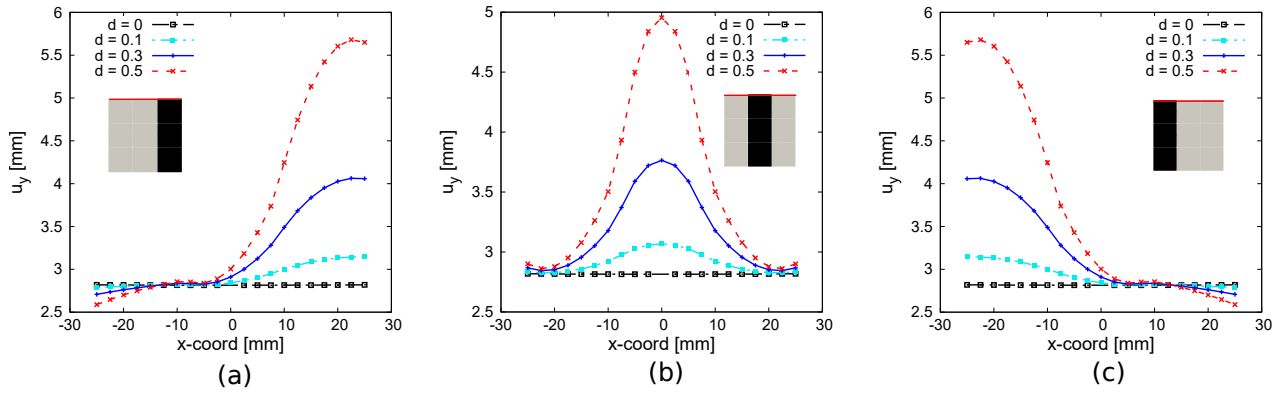 d = 0
d = 0.1
d = 0.3
d = 0.5
6
5.5
5
4.5
4
3.5
3
2.5
u_y [mm]
-30 -20 -10 0 10 20 30
x-coord [mm]
(a)
d = 0
d = 0.1
d = 0.3
d = 0.5
5
4.5
4
3.5
3
2.5
u_y [mm]
-30 -20 -10 0 10 20 30
x-coord [mm]
(b)
d = 0
d = 0.1
d = 0.3
d = 0.5
6
5.5
5
4.5
4
3.5
3
2.5
u_y [mm]
-30 -20 -10 0 10 20 30
x-coord [mm]
(c)